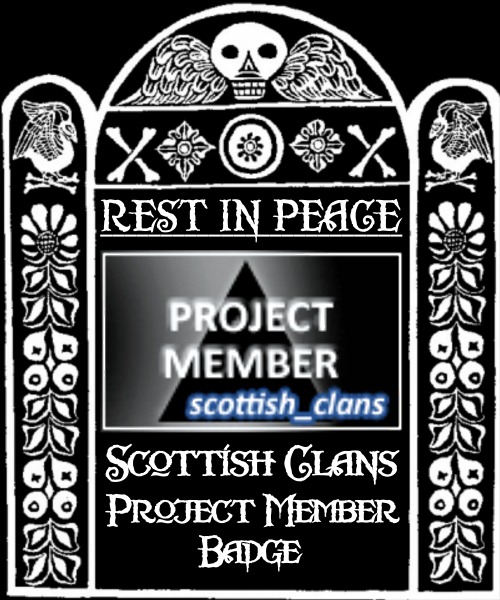 REST IN PEACE
PROJECT
MEMBER
scottish_clans
Scottish Clans
Project Member
Badge